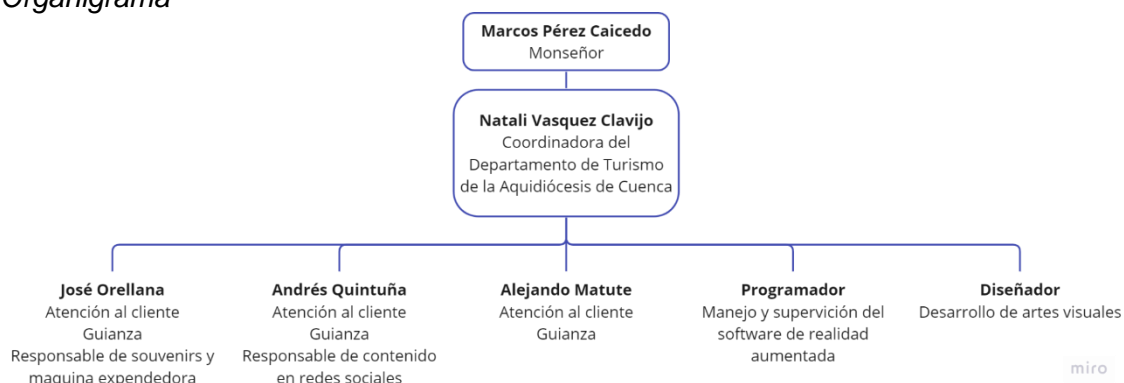 Organigrama
Marcos Pérez Caicedo
Monseñor
Natali Vasquez Clavijo
Coordinadora del
Departamento de Turismo
de la Aquidiócesis de Cuenca
José Orellana
Atención al cliente
Guianza
Responsable de souvenirs y
maquina expendedora
Andrés Quintuña
Atención al cliente
Guianza
Responsable de contenido
en redes sociales
Alejando Matute
Atención al cliente
Guianza
Programador
Manejo y supervición del
software de realidad
aumentada
Diseñador
Desarrollo de artes visuales
miro